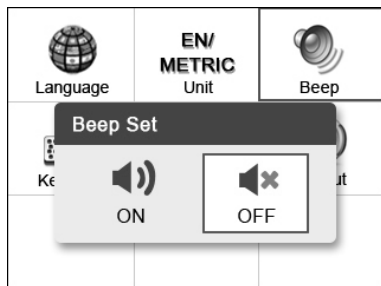 EN/
METRIC
Language
Unit
Beep
Beep Set
ON
OFF